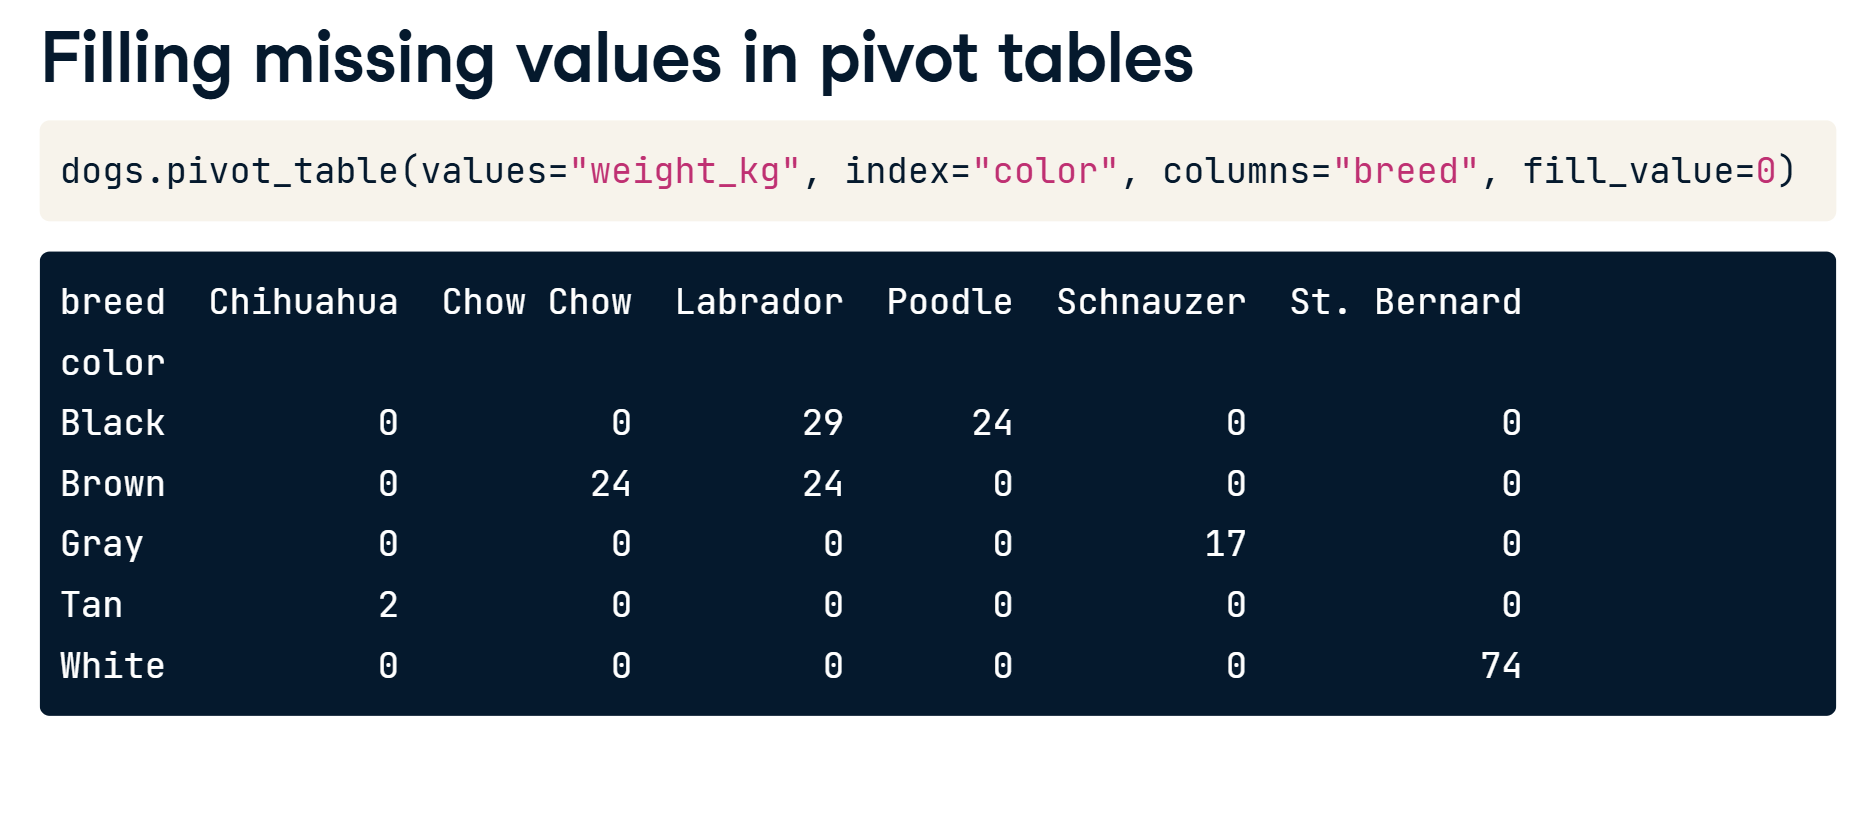 Filling missing values in pivot tables
dogs.pivot_table(values="weight_kg", index="color", columns="breed", fill_value=0)
breed  Chihuahua  Chow Chow  Labrador  Poodle  Schnauzer  St. Bernard
color
Black          0          0        29      24          0            0
Brown          0         24        24       0          0            0
Gray           0          0         0       0         17            0
Tan            2          0         0       0          0            0
White          0          0         0       0          0           74